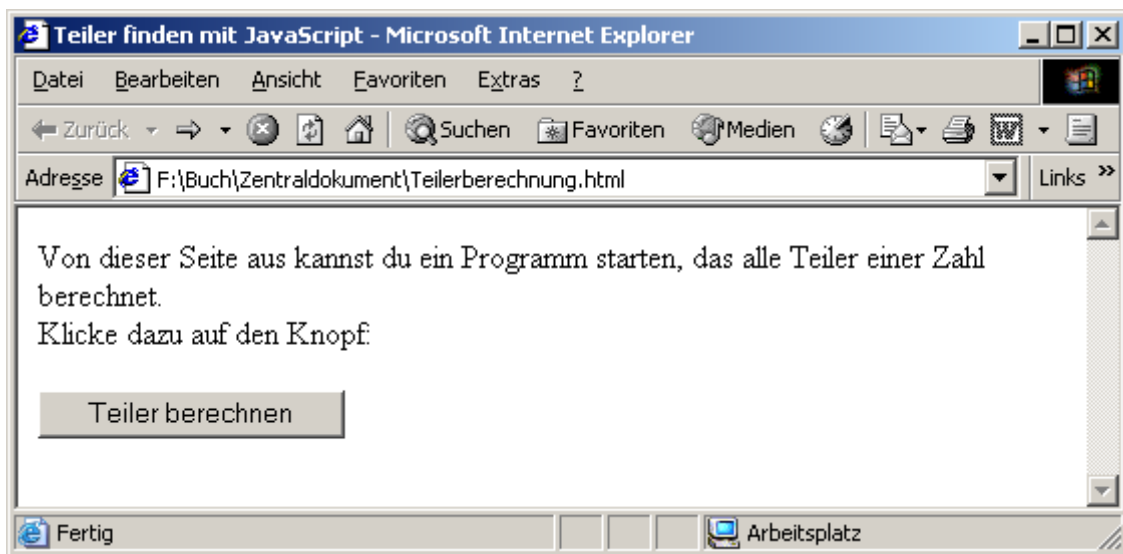 Teiler finden mit JavaScript - Microsoft Internet Explorer
Datei Bearbeiten Ansicht Favoriten Extras ?
Zurück Suchen Favoriten Medien
Adresse F:\Buch\Zentraldokument\Teilerberechnung.html Links »
Von dieser Seite aus kannst du ein Programm starten, das alle Teiler einer Zahl
berechnet.
Klicke dazu auf den Knopf:
Teiler berechnen
Fertig Arbeitsplatz